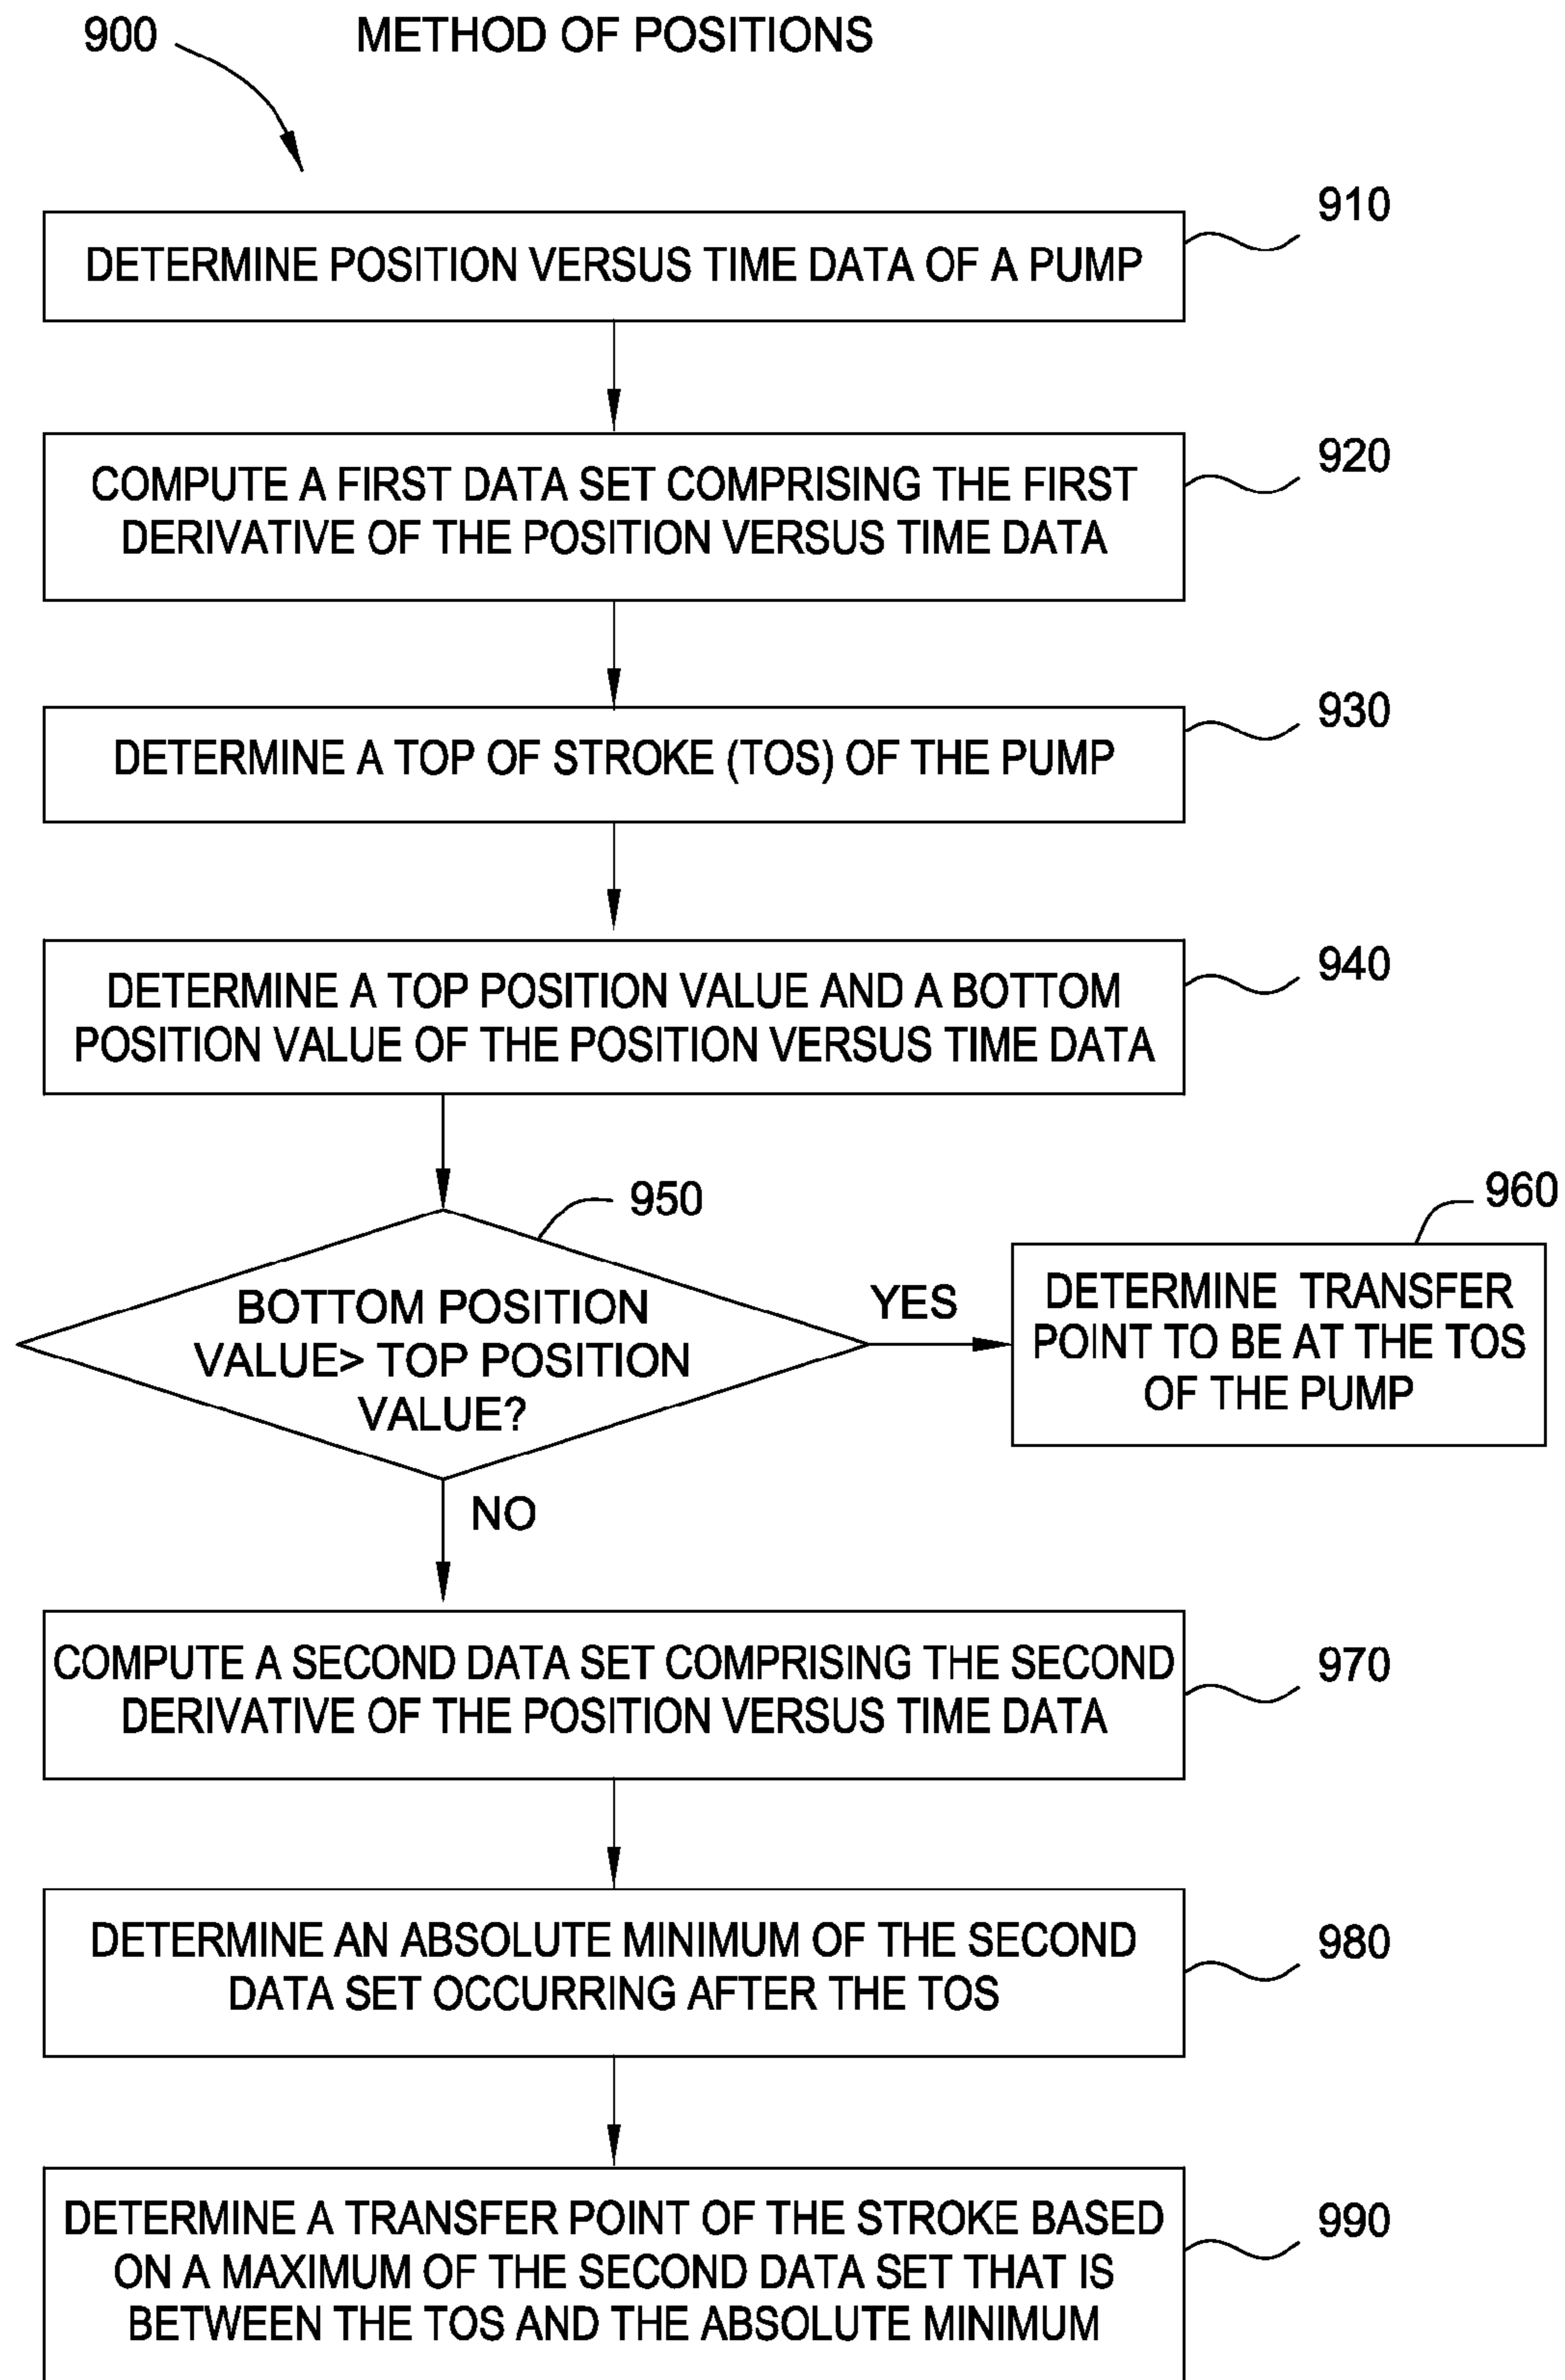 900
METHOD OF POSITIONS
910
DETERMINE POSITION VERSUS TIME DATA OF A PUMP
920
COMPUTE A FIRST DATA SET COMPRISING THE FIRST
DERIVATIVE OF THE POSITION VERSUS TIME DATA
930
DETERMINE A TOP OF STROKE (TOS) OF THE PUMP
940
DETERMINE A TOP POSITION VALUE AND A BOTTOM
POSITION VALUE OF THE POSITION VERSUS TIME DATA
950
BOTTOM POSITION
VALUE> TOP POSITION
VALUE?
YES
960
DETERMINE TRANSFER
POINT TO BE AT THE TOS
OF THE PUMP
NO
970
COMPUTE A SECOND DATA SET COMPRISING THE SECOND
DERIVATIVE OF THE POSITION VERSUS TIME DATA
980
DETERMINE AN ABSOLUTE MINIMUM OF THE SECOND
DATA SET OCCURRING AFTER THE TOS
990
DETERMINE A TRANSFER POINT OF THE STROKE BASED
ON A MAXIMUM OF THE SECOND DATA SET THAT IS
BETWEEN THE TOS AND THE ABSOLUTE MINIMUM